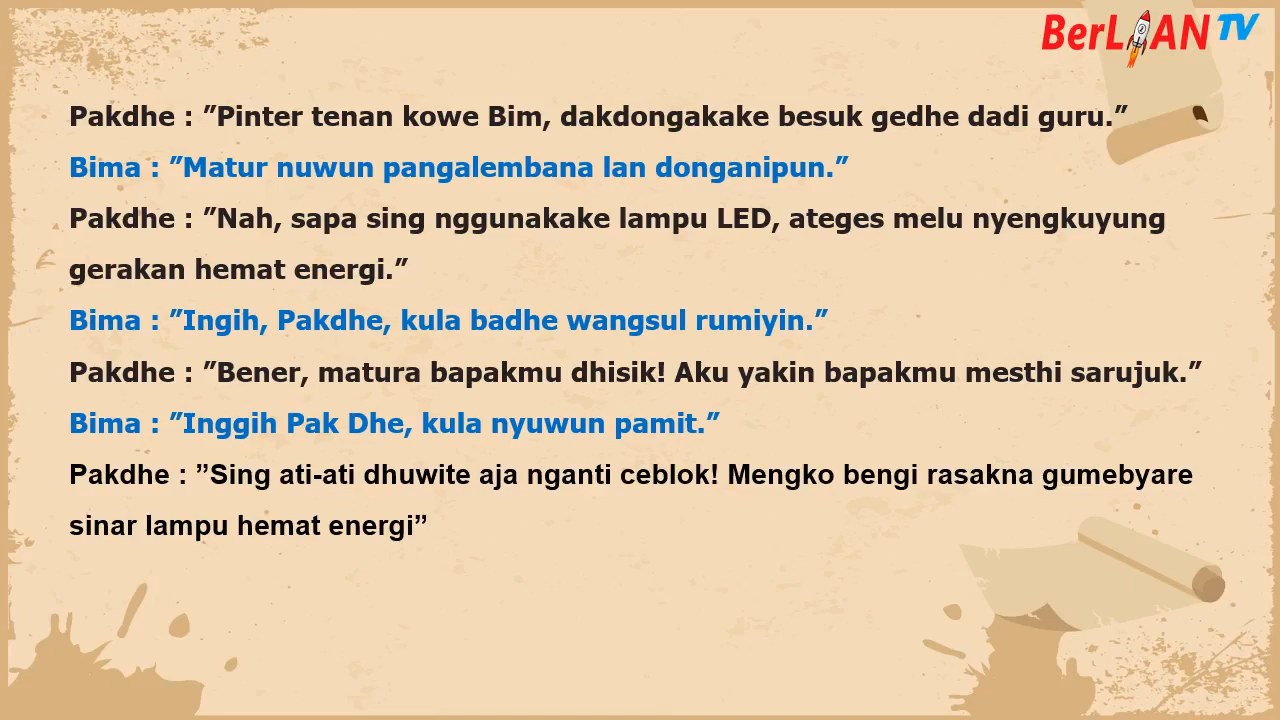 BerLIAN TV
Pakdhe : ”Pinter tenan kowe Bim, dakdongakake besuk gedhe dadi guru.”
Bima : ”Matur nuwun pangalembana lan donganipun.”
Pakdhe : ”Nah, sapa sing nggunakake lampu LED, ateges melu nyengkuyung
gerakan hemat energi.”
Bima : ”Ingih, Pakdhe, kula badhe wangsul rumiyin.”
Pakdhe : ”Bener, matura bapakmu dhisik! Aku yakin bapakmu mesthi sarujuk.”
Bima : ”Inggih Pak Dhe, kula nyuwun pamit.”
Pakdhe : ”Sing ati-ati dhuwite aja nganti ceblok! Mengko bengi rasakna gumebyare
sinar lampu hemat energi”